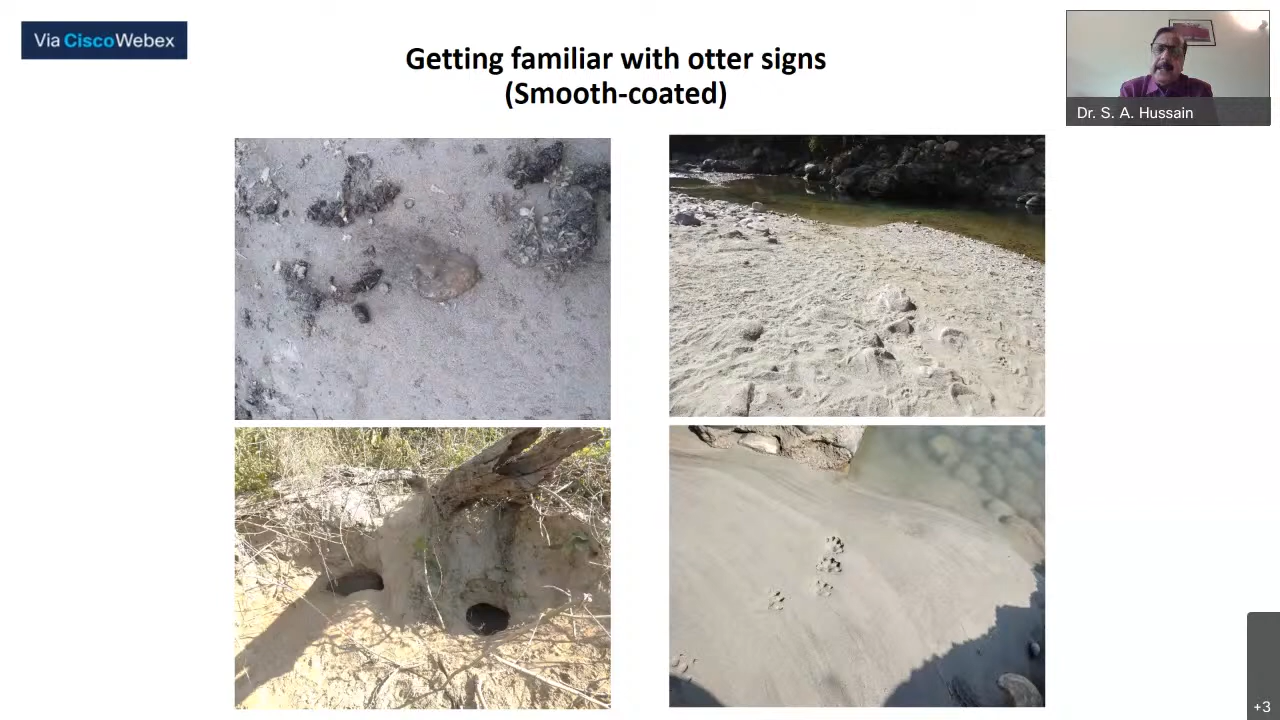 Via CiscoWebex
Getting familiar with otter signs
(Smooth-coated)
Dr. S. A. Hussain
+3